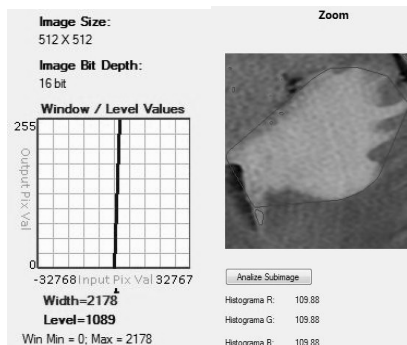 Image Size:
512 X 512
Image Bit Depth:
16 bit
Window / Level Values
255
Output Pix Val
0
-32768 Input Pix Val 32767
Width=2178
Level=1089
Win Min = 0; Max = 2178
Zoom
Analize Subimage
Histograma R: 109.88
Histograma G: 109.88
Histograma B: 109.88